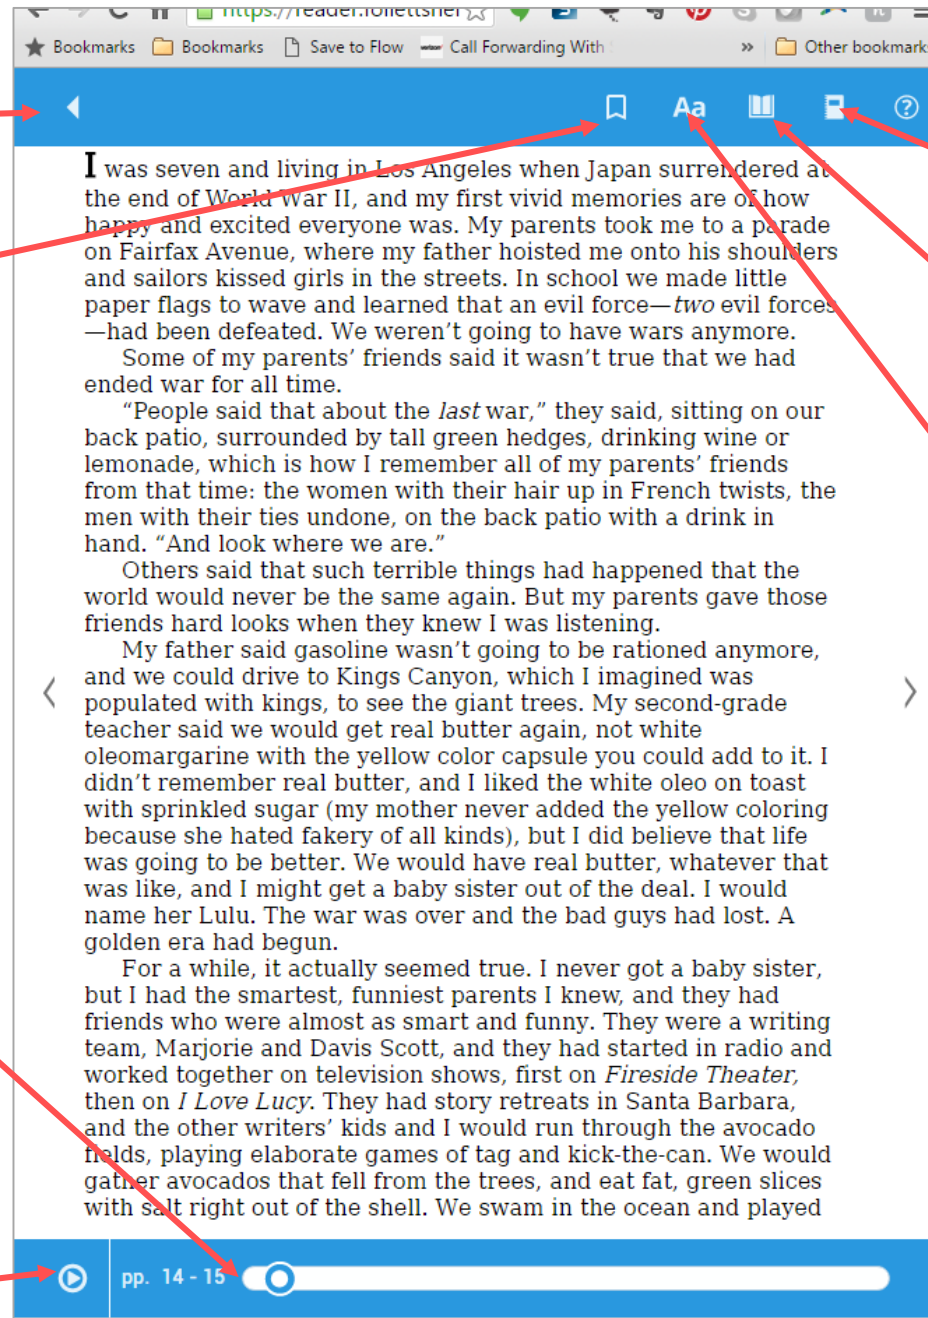 https://reader.follettshel
Bookmarks Bookmarks Save to Flow Call Forwarding With » Other bookmark
Aa ?
I was seven and living in Los Angeles when Japan surrendered at
the end of World War II, and my first vivid memories are of how
happy and excited everyone was. My parents took me to a parade
on Fairfax Avenue, where my father hoisted me onto his shoulders
and sailors kissed girls in the streets. In school we made little
paper flags to wave and learned that an evil force—two evil forces
—had been defeated. We weren’t going to have wars anymore.
Some of my parents’ friends said it wasn’t true that we had
ended war for all time.
“People said that about the last war,” they said, sitting on our
back patio, surrounded by tall green hedges, drinking wine or
lemonade, which is how I remember all of my parents’ friends
from that time: the women with their hair up in French twists, the
men with their ties undone, on the back patio with a drink in
hand. “And look where we are.”
Others said that such terrible things had happened that the
world would never be the same again. But my parents gave those
friends hard looks when they knew I was listening.
My father said gasoline wasn’t going to be rationed anymore,
and we could drive to Kings Canyon, which I imagined was
populated with kings, to see the giant trees. My second-grade
teacher said we would get real butter again, not white
oleomargarine with the yellow color capsule you could add to it. I
didn’t remember real butter, and I liked the white oleo on toast
with sprinkled sugar (my mother never added the yellow coloring
because she hated fakery of all kinds), but I did believe that life
was going to be better. We would have real butter, whatever that
was like, and I might get a baby sister out of the deal. I would
name her Lulu. The war was over and the bad guys had lost. A
golden era had begun.
For a while, it actually seemed true. I never got a baby sister,
but I had the smartest, funniest parents I knew, and they had
friends who were almost as smart and funny. They were a writing
team, Marjorie and Davis Scott, and they had started in radio and
worked together on television shows, first on Fireside Theater,
then on I Love Lucy. They had story retreats in Santa Barbara,
and the other writers’ kids and I would run through the avocado
fields, playing elaborate games of tag and kick-the-can. We would
gather avocados that fell from the trees, and eat fat, green slices
with salt right out of the shell. We swam in the ocean and played
pp. 14 - 15